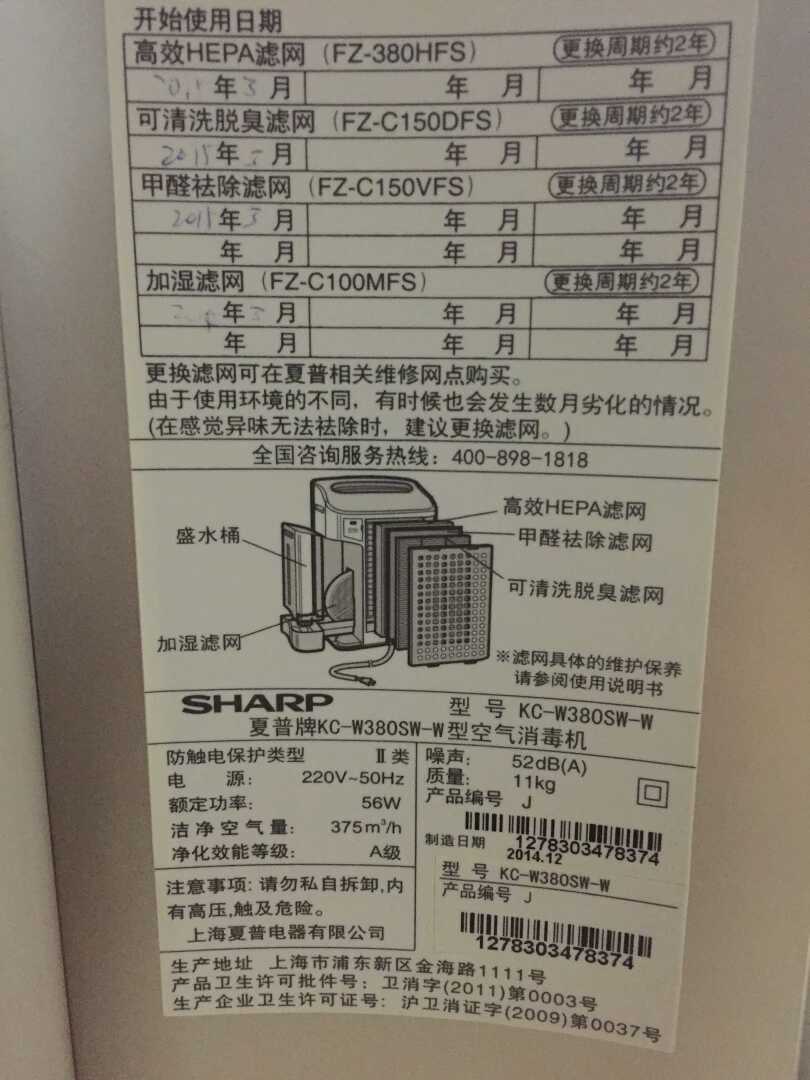 开始使用日期
高效HEPA滤网（FZ-380HFS） 更换周期约2年
年3月 年 月 年 月
可清洗脱臭滤网（FZ-C150DFS） 更换周期约2年
2015年3月 年 月 年 月
甲醛祛除滤网（FZ-C150VFS） 更换周期约2年
2015年3月 年 月 年 月
年 月 年 月 年 月
加湿滤网（FZ-C100MFS） 更换周期约2年
年3月 年 月 年 月
年 月 年 月 年 月
更换滤网可在夏普相关维修网点购买。
由于使用环境的不同，有时候也会发生数月劣化的情况。
(在感觉异味无法祛除时，建议更换滤网。)
全国咨询服务热线：400-898-1818
高效HEPA滤网
盛水桶
甲醛祛除滤网
可清洗脱臭滤网
加湿滤网
※滤网具体的维护保养
请参阅使用说明书
SHARP 型 号 KC-W380SW-W
夏普牌KC-W380SW-W型空气消毒机
防触电保护类型 II 类
电 源: 220V~50Hz
额定功率: 56W
洁净空气量: 375m³/h
净化效能等级: A级
注意事项: 请勿私自拆卸,内
有高压,触及危险。
上海夏普电器有限公司
噪声: 52dB(A)
质量: 11kg
产品编号 J
1278303478374
制造日期 2014.12
型 号 KC-W380SW-W
产品编号 J
1278303478374
生产地址 上海市浦东新区金海路1111号
产品卫生许可批件号: 卫消字(2011)第0003号
生产企业卫生许可证号: 沪卫消证字(2009)第0037号